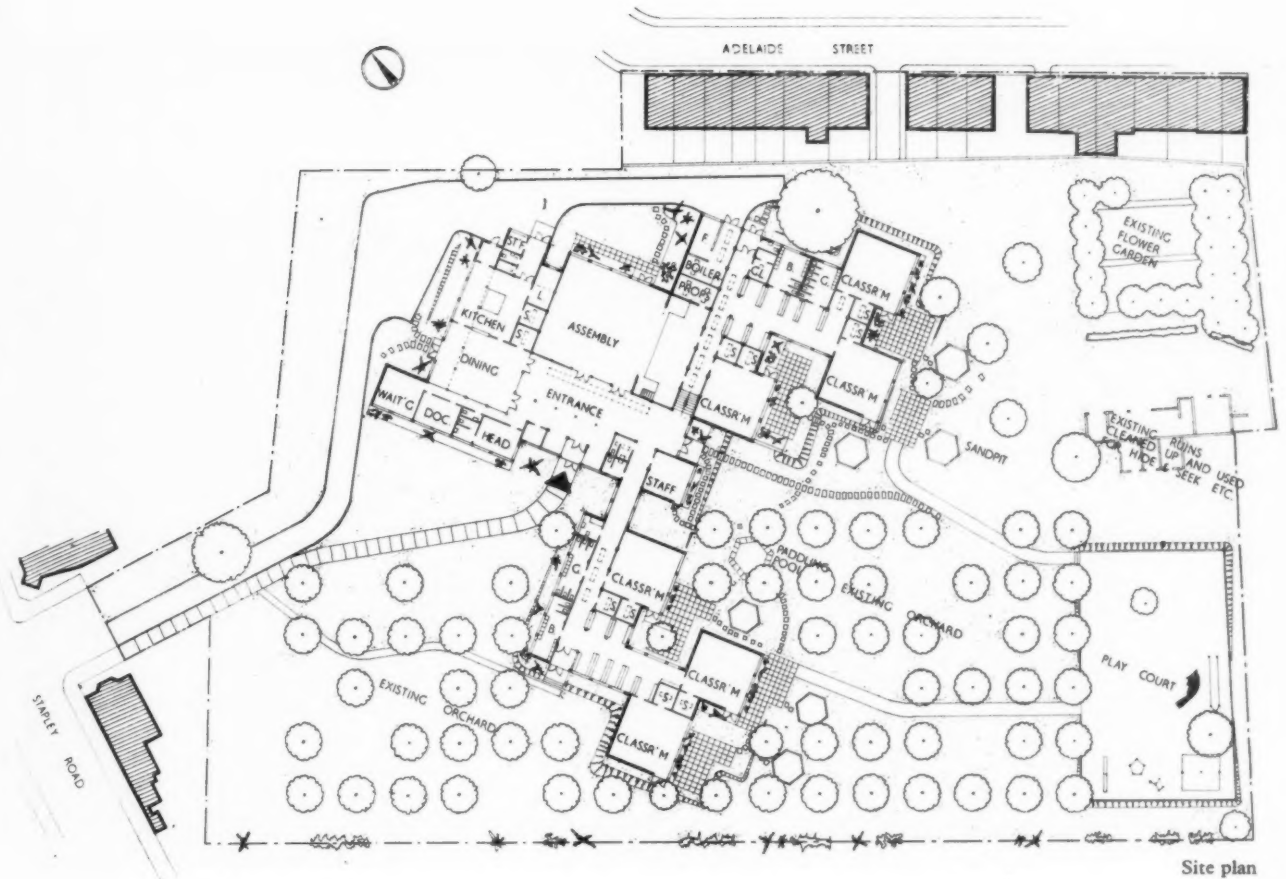 ADELAIDE STREET
EXISTING
FLOWER
GARDEN
ST F.
F.
BOILER
PROPS
CL.
B.
G.
CLASSR'M
L
S
S
KITCHEN
ASSEMBLY
DINING
S
S
CLASSR'M
CLASSR'M
WAIT'G
DOC.
HEAD
ENTRANCE
STAFF
SANDPIT
EXISTING RUINS
CLEANED UP AND USED
FOR HIDE & SEEK ETC.
PADDLING
POOL
EXISTING ORCHARD
G.
CLASSR'M
S
S
B.
CLASSR'M
S
S
CLASSR'M
EXISTING ORCHARD
PLAY COURT
STAPLEY
ROAD
Site plan